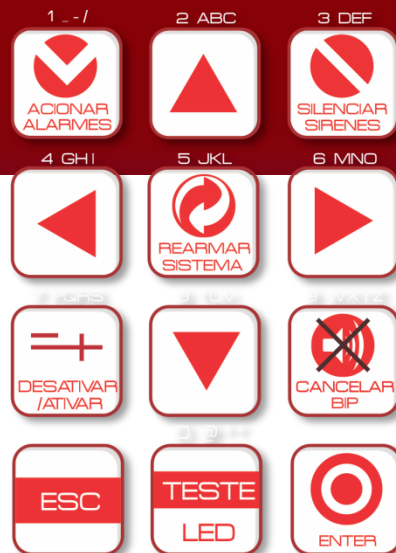 1 _ - /
2 ABC
3 DEF
ACIONAR
ALARMES
SILENCIAR
SIRENES
4 GHI
5 JKL
6 MNO
REARMAR
SISTEMA
DESATIVAR
/ATIVAR
CANCELAR
BIP
ESC
TESTE
LED
ENTER